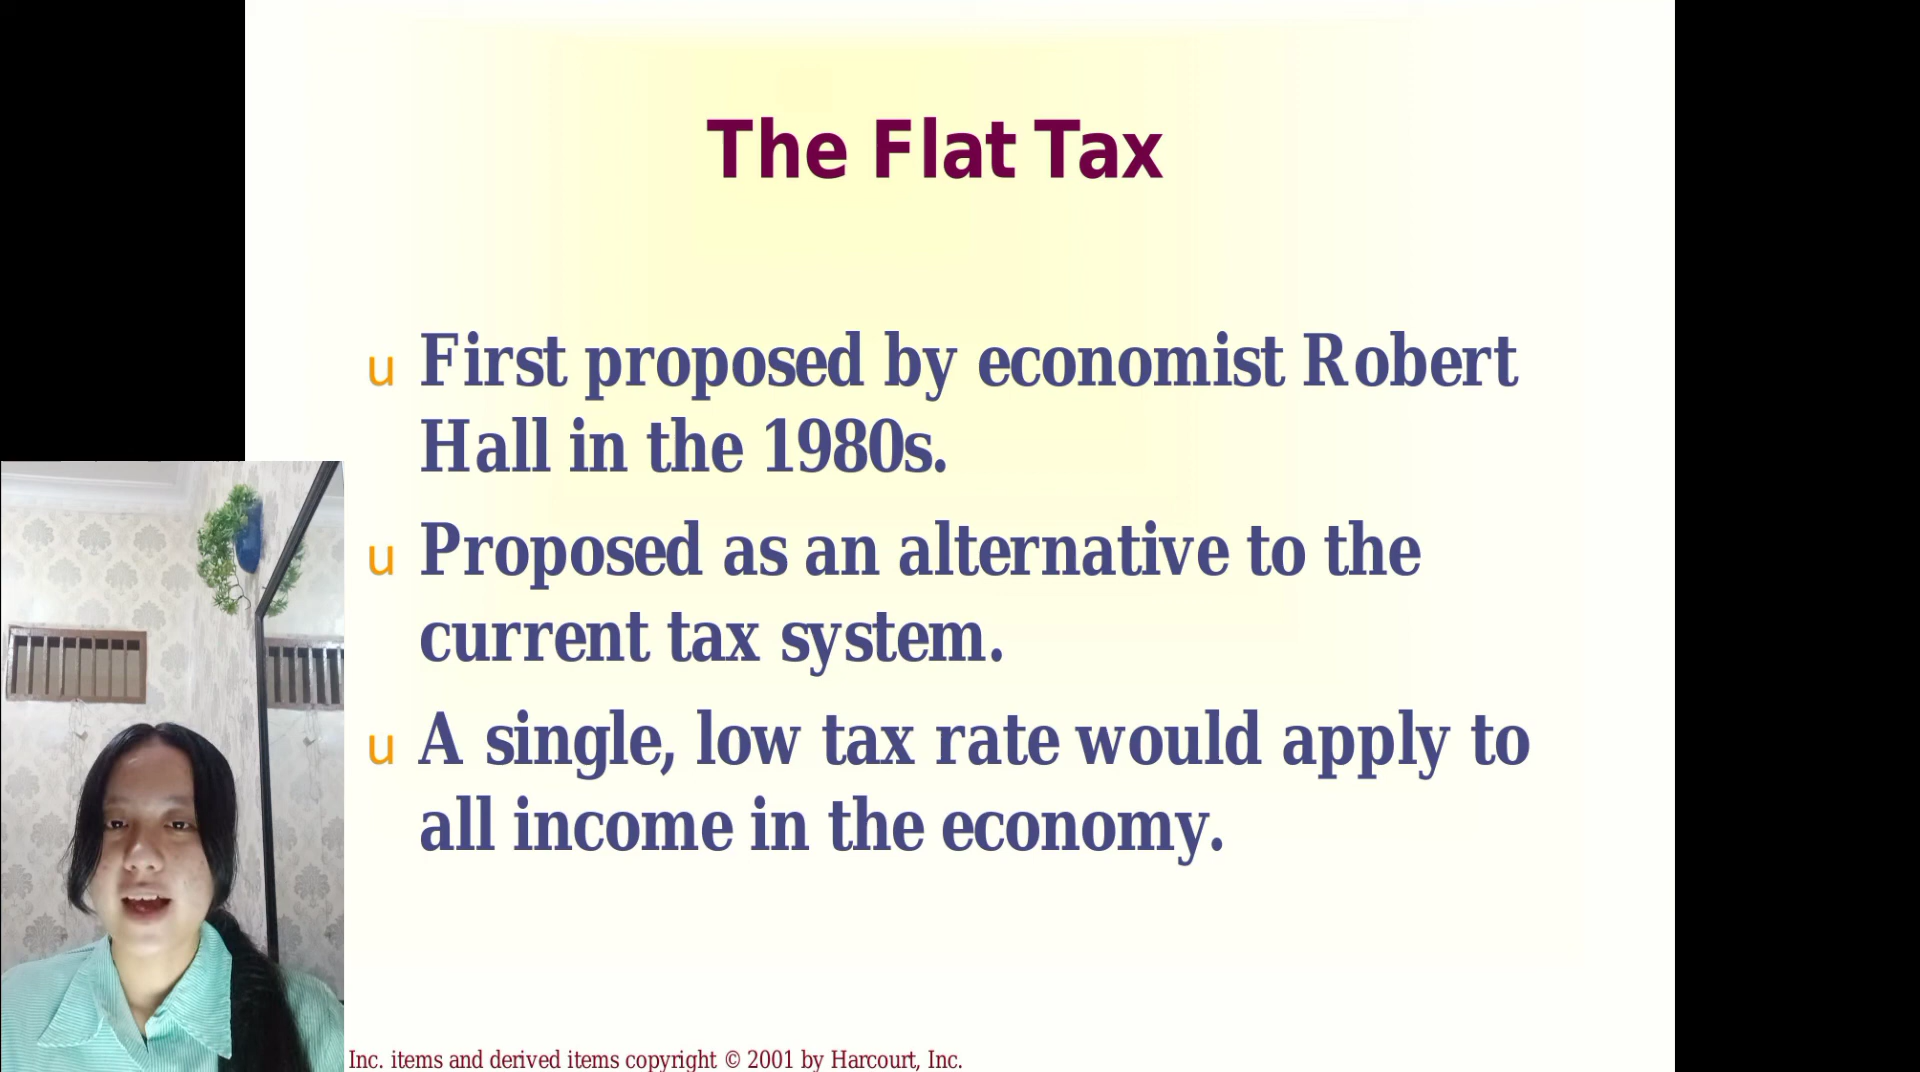 The Flat Tax
u First proposed by economist Robert
Hall in the 1980s.
u Proposed as an alternative to the
current tax system.
u A single, low tax rate would apply to
all income in the economy.
Inc. items and derived items copyright © 2001 by Harcourt, Inc.